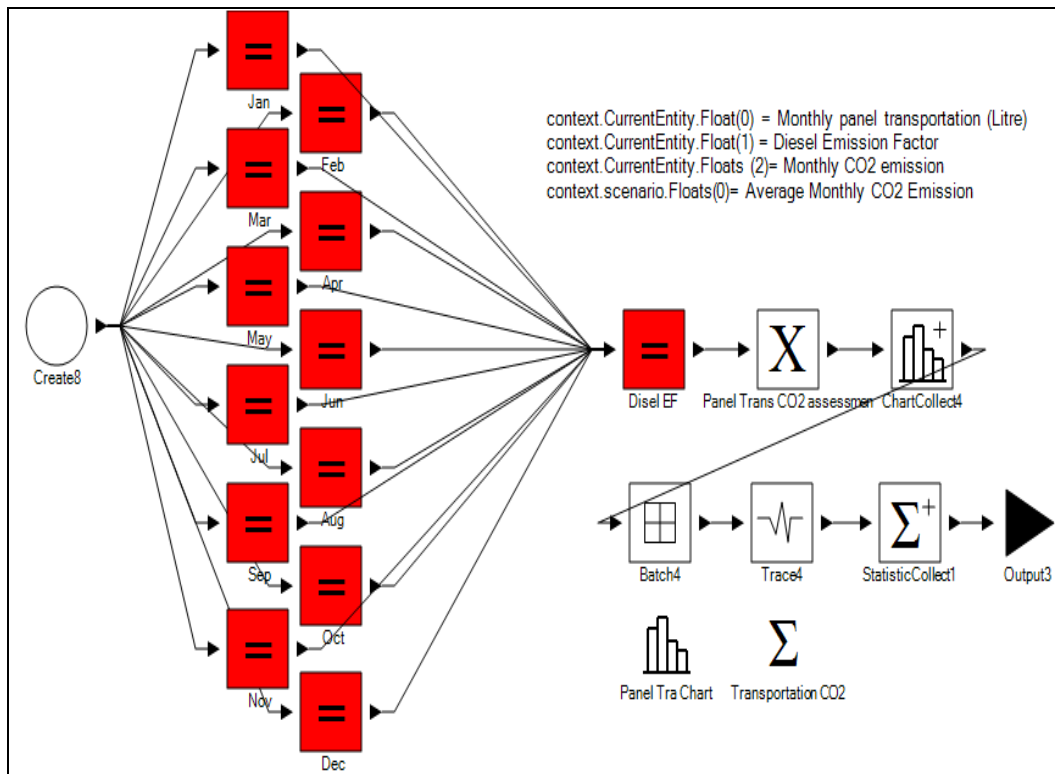 Jan
Feb
Mar
Apr
May
Jun
Jul
Aug
Sep
Oct
Nov
Dec
Create8
context.CurrentEntity.Float(0) = Monthly panel transportation (Litre)
context.CurrentEntity.Float(1) = Diesel Emission Factor
context.CurrentEntity.Floats (2)= Monthly CO2 emission
context.scenario.Floats(0)= Average Monthly CO2 Emission
=
X
+
Disel EF
Panel Trans CO2 assessmen
ChartCollect4
Σ+
Batch4
Trace4
StatisticCollect1
Output3
Σ
Panel Tra Chart
Transportation CO2